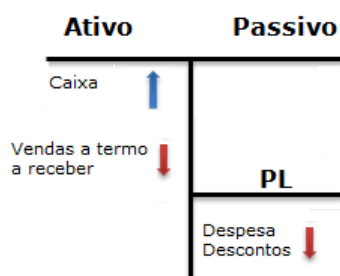 Ativo
Passivo
Caixa
Vendas a termo
a receber
PL
Despesa
Descontos